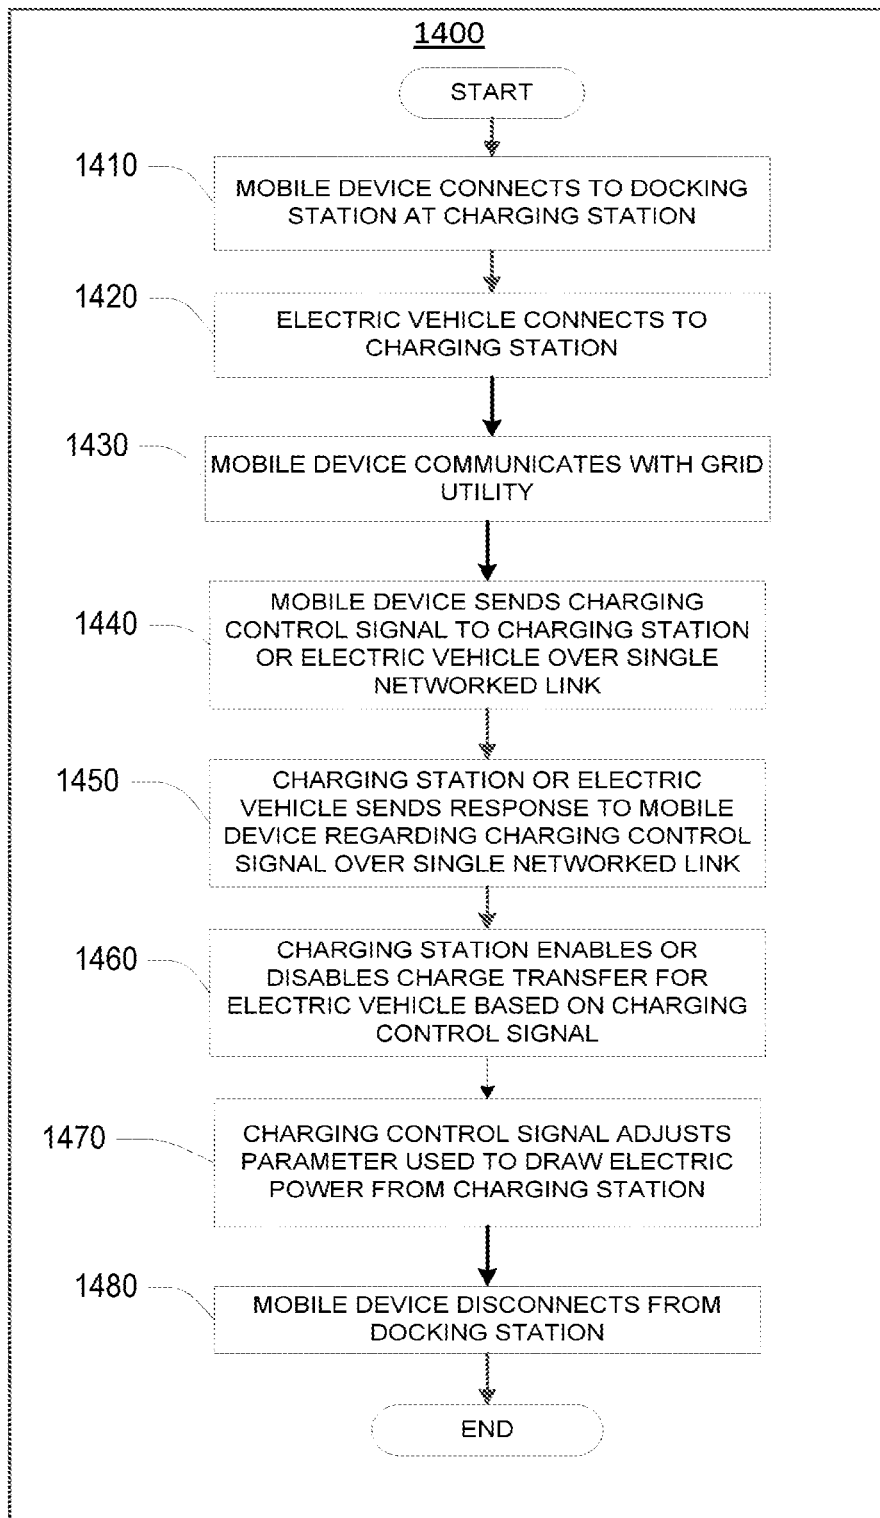 1400
START
1410
MOBILE DEVICE CONNECTS TO DOCKING
STATION AT CHARGING STATION
1420
ELECTRIC VEHICLE CONNECTS TO
CHARGING STATION
1430
MOBILE DEVICE COMMUNICATES WITH GRID
UTILITY
1440
MOBILE DEVICE SENDS CHARGING
CONTROL SIGNAL TO CHARGING STATION
OR ELECTRIC VEHICLE OVER SINGLE
NETWORKED LINK
1450
CHARGING STATION OR ELECTRIC
VEHICLE SENDS RESPONSE TO MOBILE
DEVICE REGARDING CHARGING CONTROL
SIGNAL OVER SINGLE NETWORKED LINK
1460
CHARGING STATION ENABLES OR
DISABLES CHARGE TRANSFER FOR
ELECTRIC VEHICLE BASED ON CHARGING
CONTROL SIGNAL
1470
CHARGING CONTROL SIGNAL ADJUSTS
PARAMETER USED TO DRAW ELECTRIC
POWER FROM CHARGING STATION
1480
MOBILE DEVICE DISCONNECTS FROM
DOCKING STATION
END